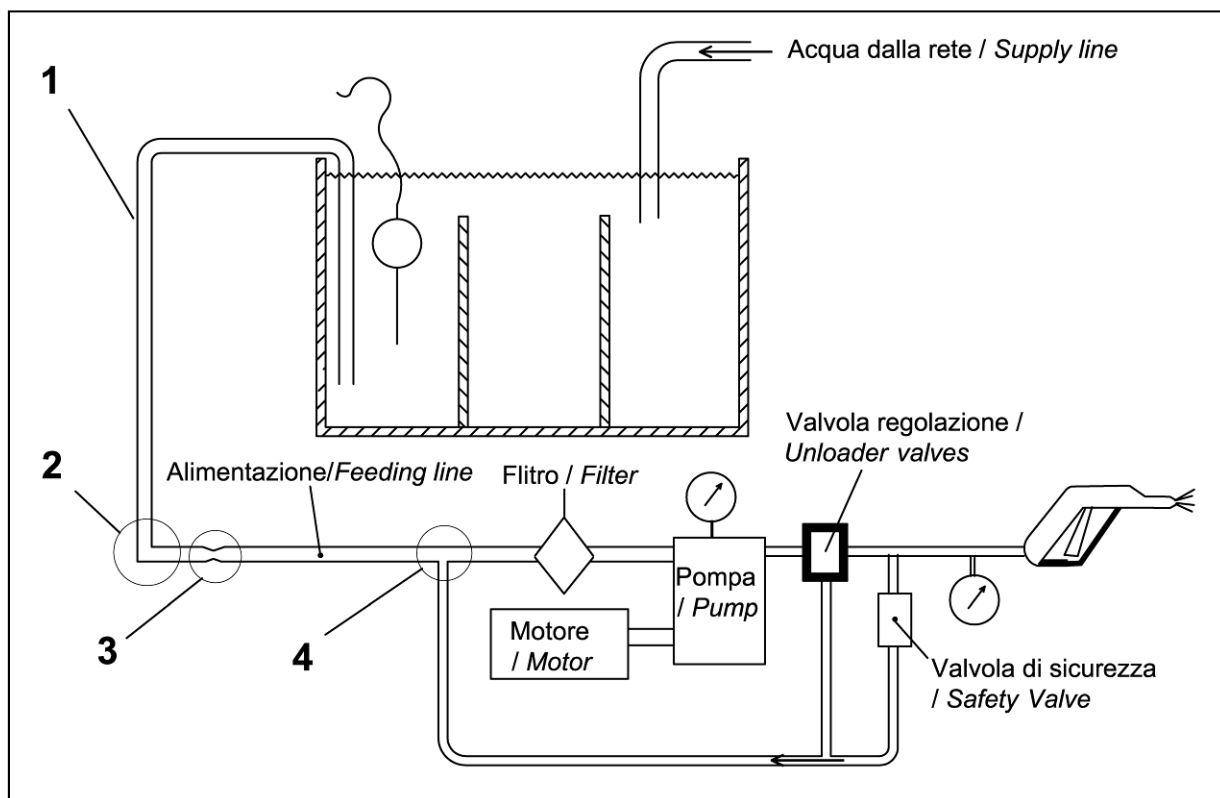 Acqua dalla rete / Supply line
1
Valvola regolazione /
Unloader valves
2
Alimentazione/Feeding line
Flitro / Filter
Pompa
/ Pump
3
4
Motore
/ Motor
Valvola di sicurezza
/ Safety Valve